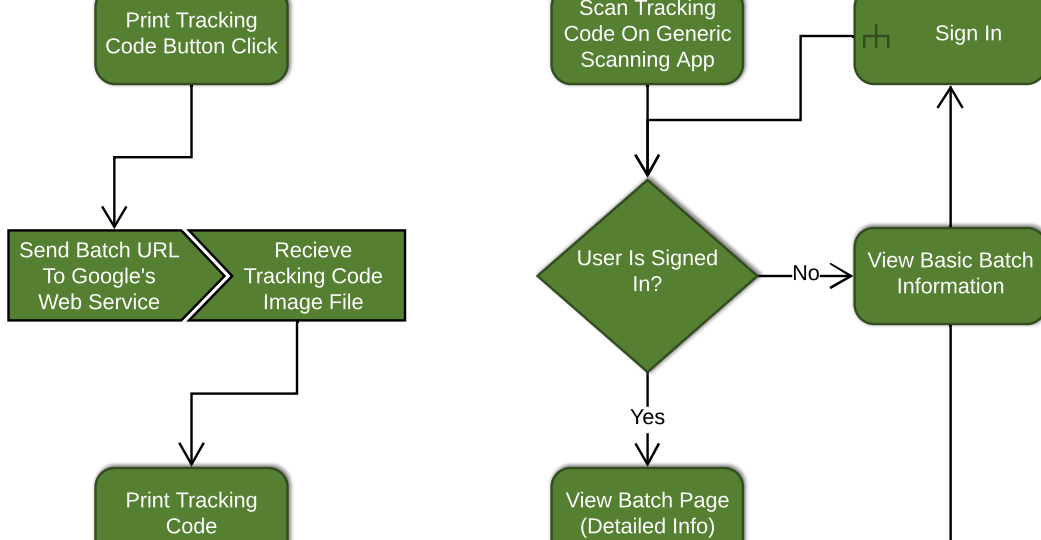 Print Tracking
Code Button Click
Scan Tracking
Code On Generic
Scanning App
Sign In
Send Batch URL
To Google's
Web Service
Recieve
Tracking Code
Image File
User Is Signed
In?
No
View Basic Batch
Information
Yes
Print Tracking
Code
View Batch Page
(Detailed Info)